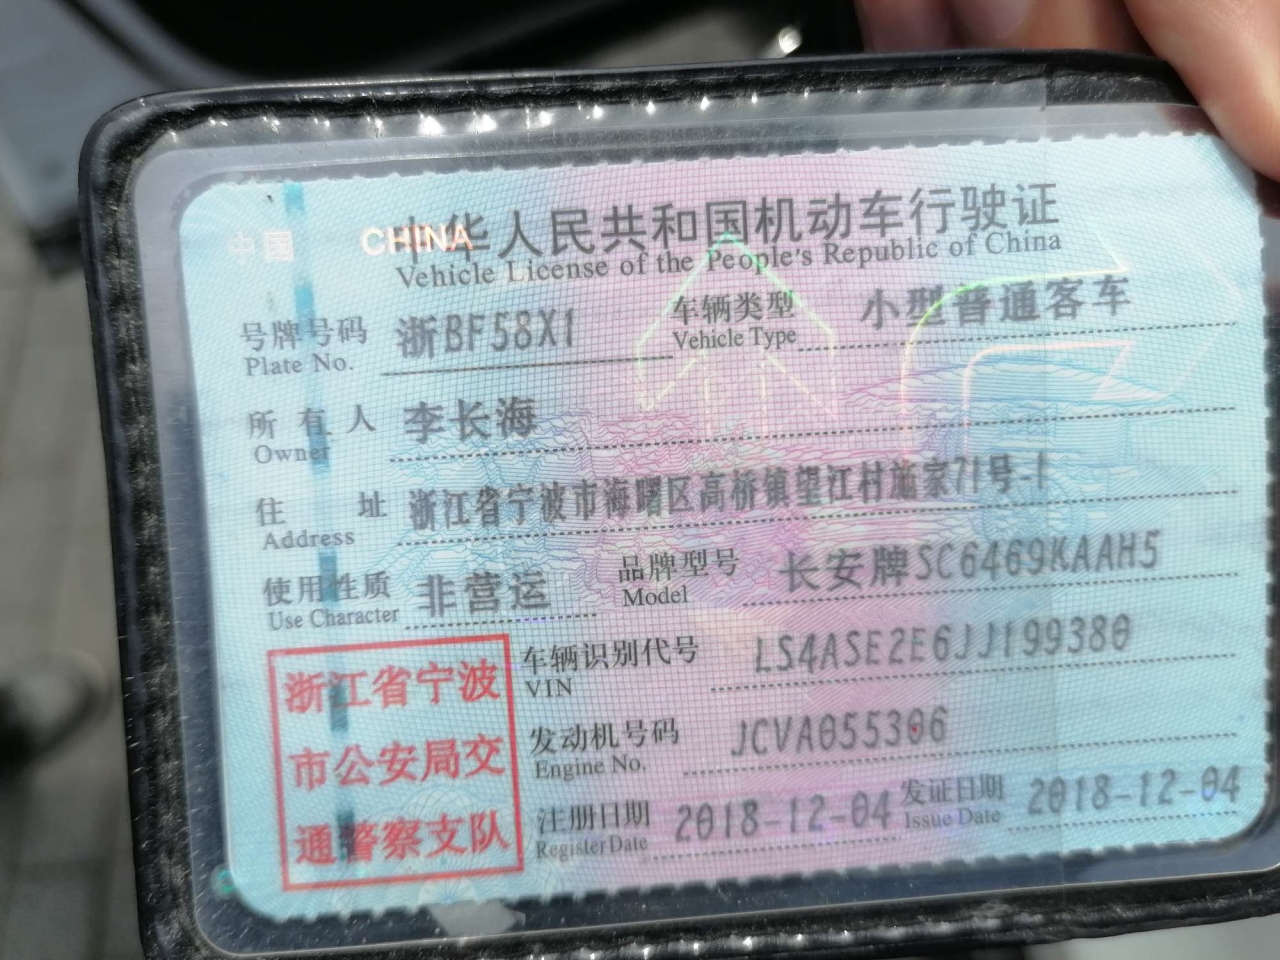 中国 CHINA
中华人民共和国机动车行驶证
Vehicle License of the People's Republic of China
号牌号码 浙BF58X1 车辆类型 小型普通客车
Plate No. Vehicle Type
所有人 李长海
Owner
住址 浙江省宁波市海曙区高桥镇望江村施家71号-1
Address
使用性质 非营运 品牌型号 长安牌SC6469KAAH5
Use Character Model
浙江省宁波
市公安局交
通警察支队
车辆识别代号 LS4ASE2E6JJ199380
VIN
发动机号码 JCVA055306
Engine No.
注册日期 2018-12-04 发证日期 2018-12-04
Register Date Issue Date